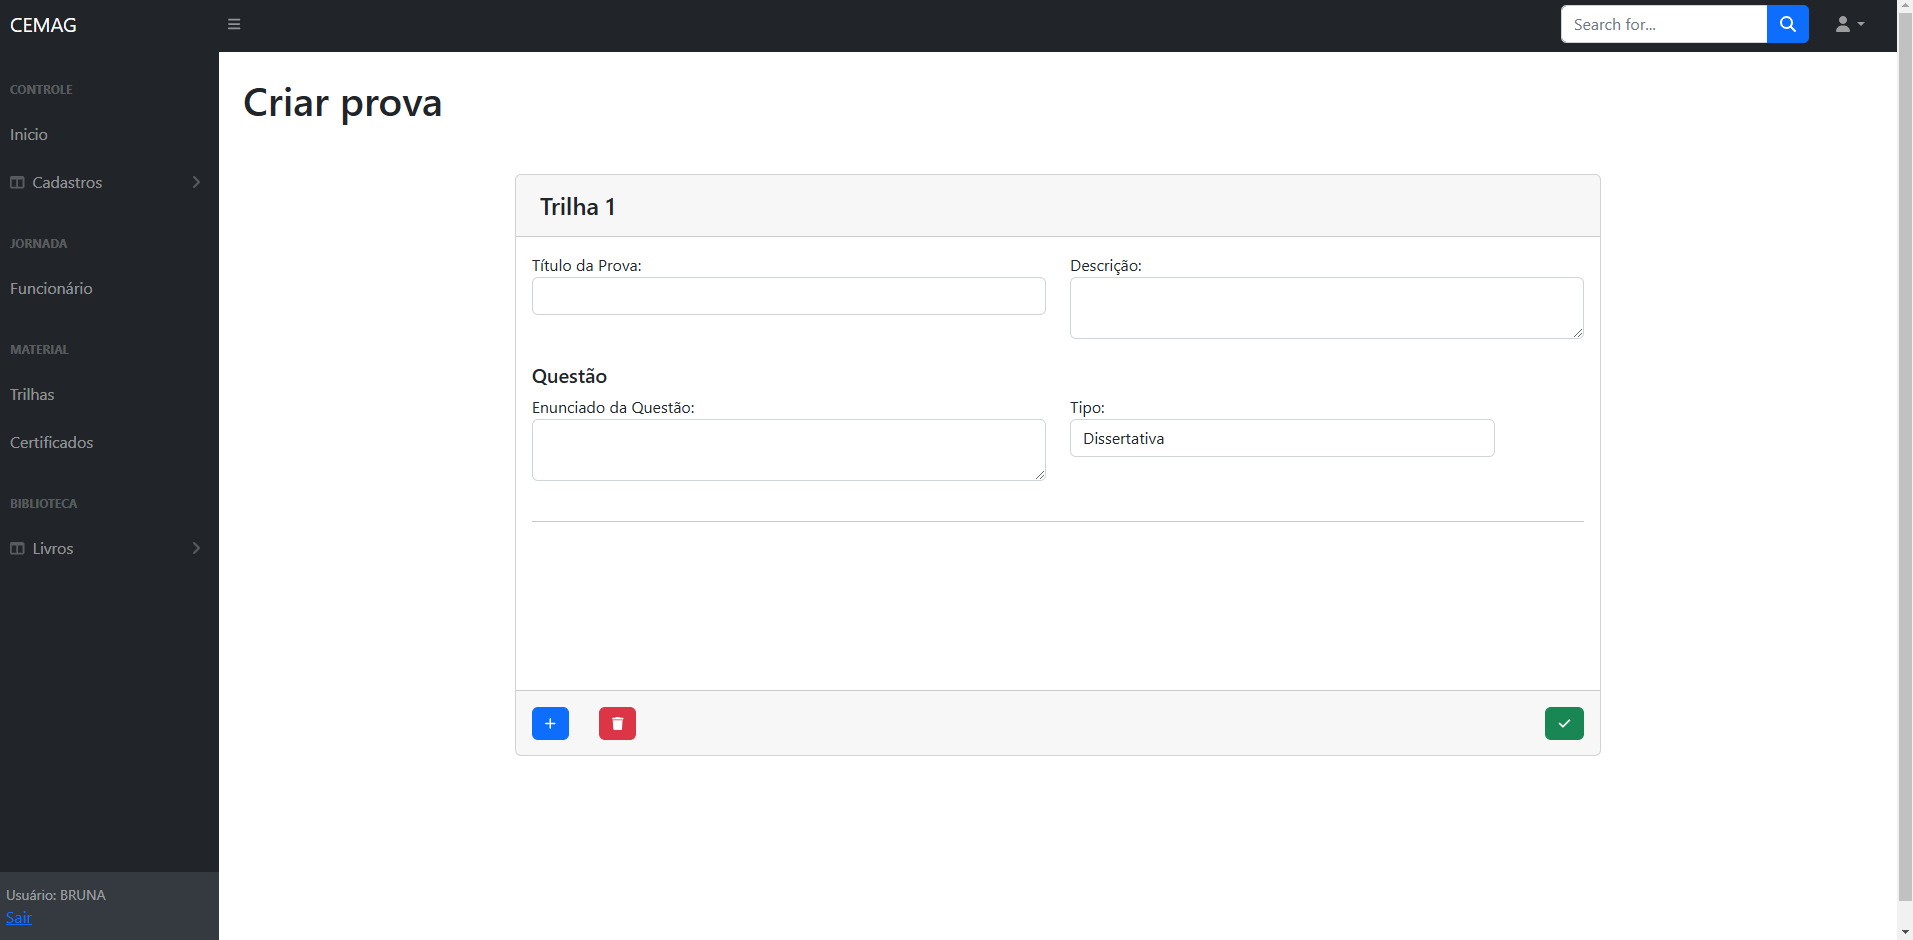 CEMAG
Search for...
CONTROLE
Inicio
Cadastros
JORNADA
Funcionário
MATERIAL
Trilhas
Certificados
BIBLIOTECA
Livros
Usuário: BRUNA
Sair
Criar prova
Trilha 1
Título da Prova:
Descrição:
Questão
Enunciado da Questão:
Tipo:
Dissertativa